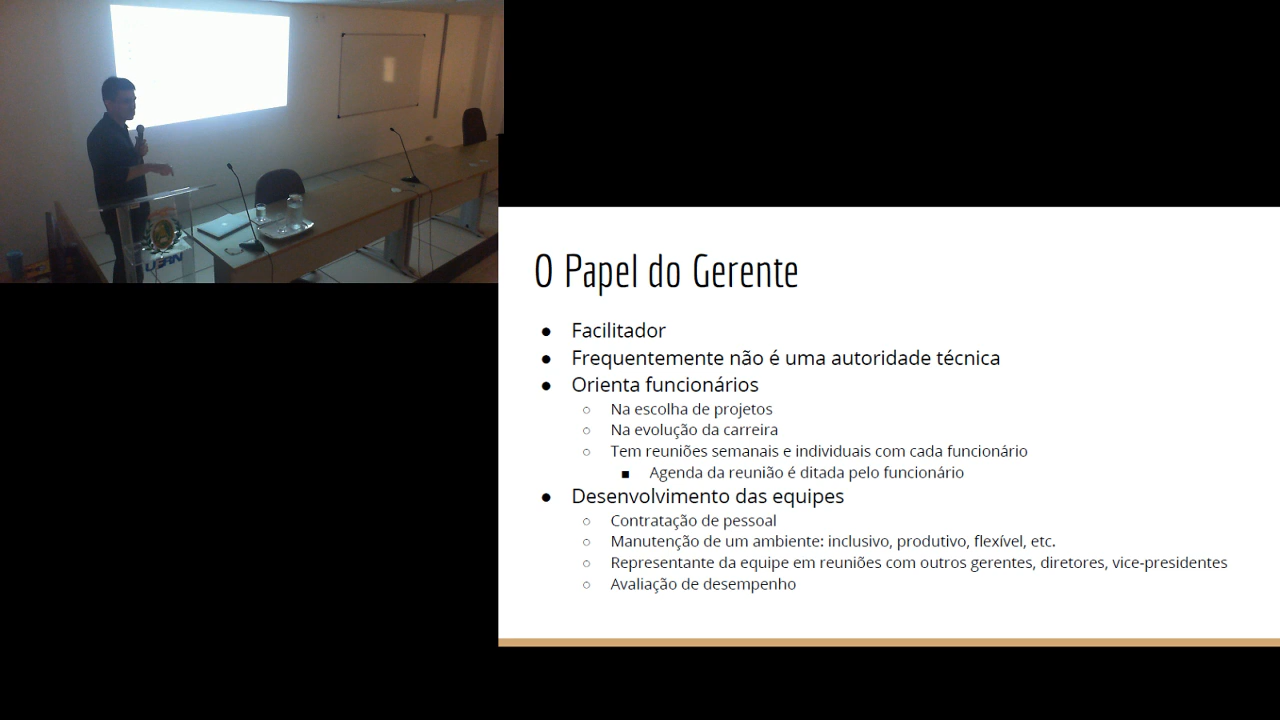 UERN
O Papel do Gerente
● Facilitador
● Frequentemente não é uma autoridade técnica
● Orienta funcionários
○ Na escolha de projetos
○ Na evolução da carreira
○ Tem reuniões semanais e individuais com cada funcionário
■ Agenda da reunião é ditada pelo funcionário
● Desenvolvimento das equipes
○ Contratação de pessoal
○ Manutenção de um ambiente: inclusivo, produtivo, flexível, etc.
○ Representante da equipe em reuniões com outros gerentes, diretores, vice-presidentes
○ Avaliação de desempenho